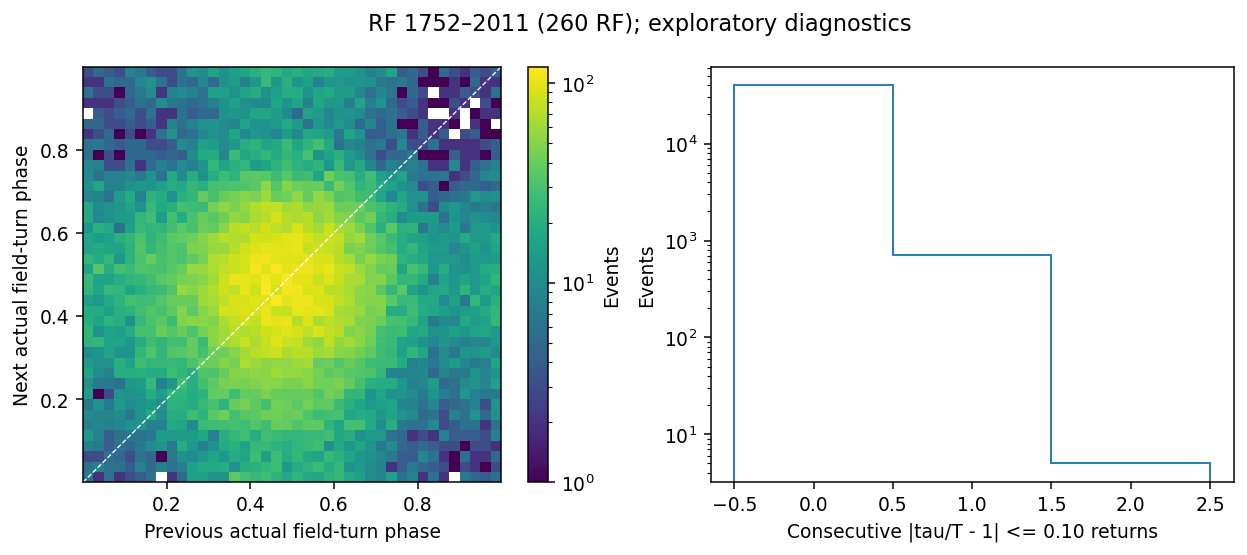 RF 1752–2011 (260 RF); exploratory diagnostics
Next actual field-turn phase
0.8
0.6
0.4
0.2
0.2 0.4 0.6 0.8
Previous actual field-turn phase
10²
10¹
10⁰
Events
Events
10⁴
10³
10²
10¹
−0.5 0.0 0.5 1.0 1.5 2.0 2.5
Consecutive |tau/T - 1| <= 0.10 returns